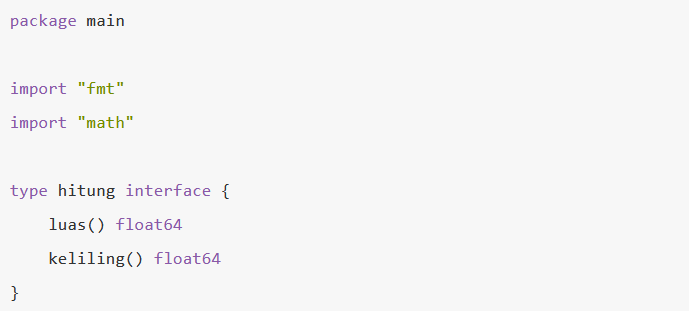 package main
import "fmt"
import "math"
type hitung interface {
    luas() float64
    keliling() float64
}